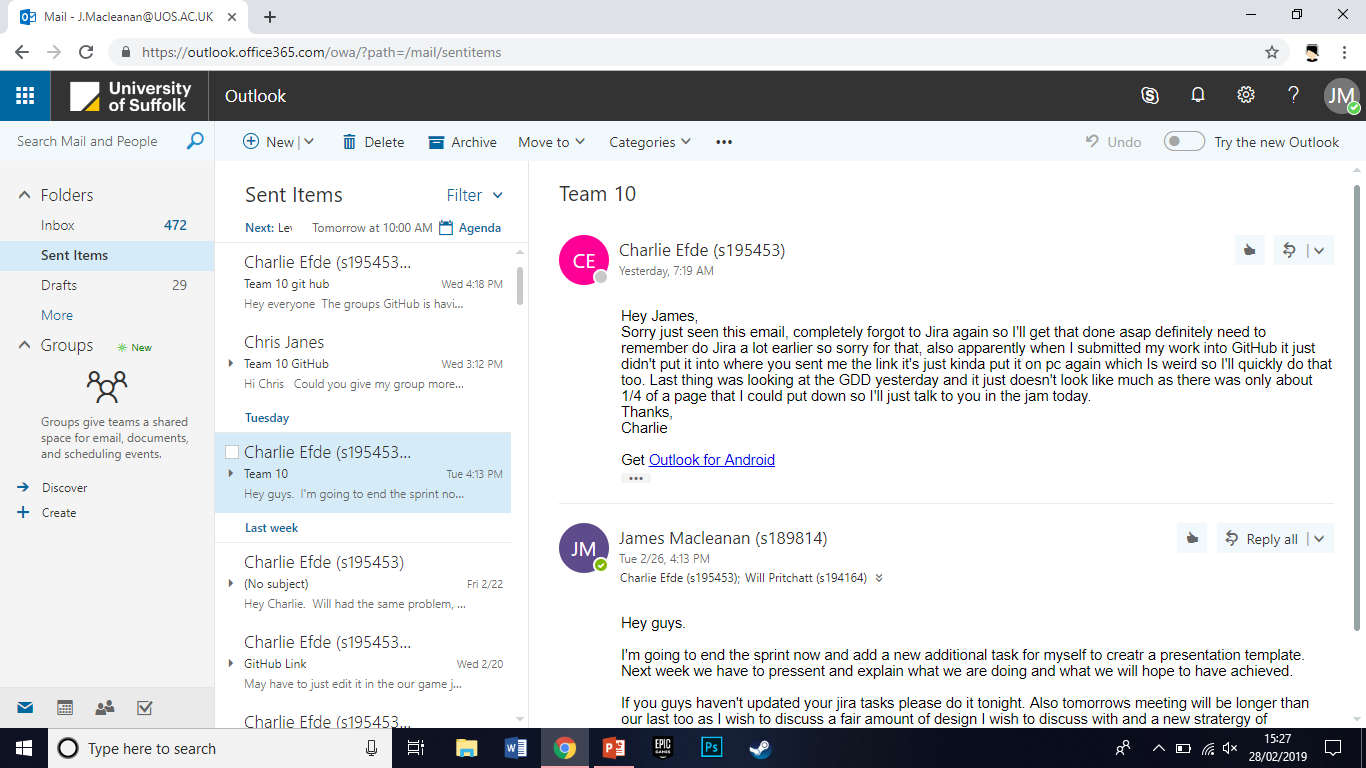 Mail - J.Macleanan@UOS.AC.UK
https://outlook.office365.com/owa/?path=/mail/sentitems
University of Suffolk
Outlook
JM
Search Mail and People
New
Delete
Archive
Move to
Categories
Undo
Try the new Outlook
Folders
Inbox 472
Sent Items
Drafts 29
More
Groups New
Groups give teams a shared
space for email, documents,
and scheduling events.
Discover
Create
Sent Items
Filter
Next: Lev Tomorrow at 10:00 AM Agenda
Charlie Efde (s195453...
Team 10 git hub Wed 4:18 PM
Hey everyone The groups GitHub is havi...
Chris Janes
Team 10 GitHub Wed 3:12 PM
Hi Chris Could you give my group more...
Tuesday
Charlie Efde (s195453...
Team 10 Tue 4:13 PM
Hey guys. I'm going to end the sprint no...
Last week
Charlie Efde (s195453)
(No subject) Fri 2/22
Hey Charlie. Will had the same problem, ...
Charlie Efde (s195453...
GitHub Link Wed 2/20
May have to just edit it in the our game j...
Charlie Efde (s195453...
Team 10
CE
Charlie Efde (s195453)
Yesterday, 7:19 AM
Hey James,
Sorry just seen this email, completely forgot to Jira again so I'll get that done asap definitely need to
remember do Jira a lot earlier so sorry for that, also apparently when I submitted my work into GitHub it just
didn't put it into where you sent me the link it's just kinda put it on pc again which Is weird so I'll quickly do that
too. Last thing was looking at the GDD yesterday and it just doesn't look like much as there was only about
1/4 of a page that I could put down so I'll just talk to you in the jam today.
Thanks,
Charlie
Get Outlook for Android
JM
James Macleanan (s189814)
Reply all
Tue 2/26, 4:13 PM
Charlie Efde (s195453); Will Pritchatt (s194164)
Hey guys.
I'm going to end the sprint now and add a new additional task for myself to creatr a presentation template.
Next week we have to pressent and explain what we are doing and what we will hope to have achieved.
If you guys haven't updated your jira tasks please do it tonight. Also tomorrows meeting will be longer than
our last too as I wish to discuss a fair amount of design I wish to discuss with and a new stratergy of
Type here to search
EPIC
GAMES
Ps
15:27
28/02/2019